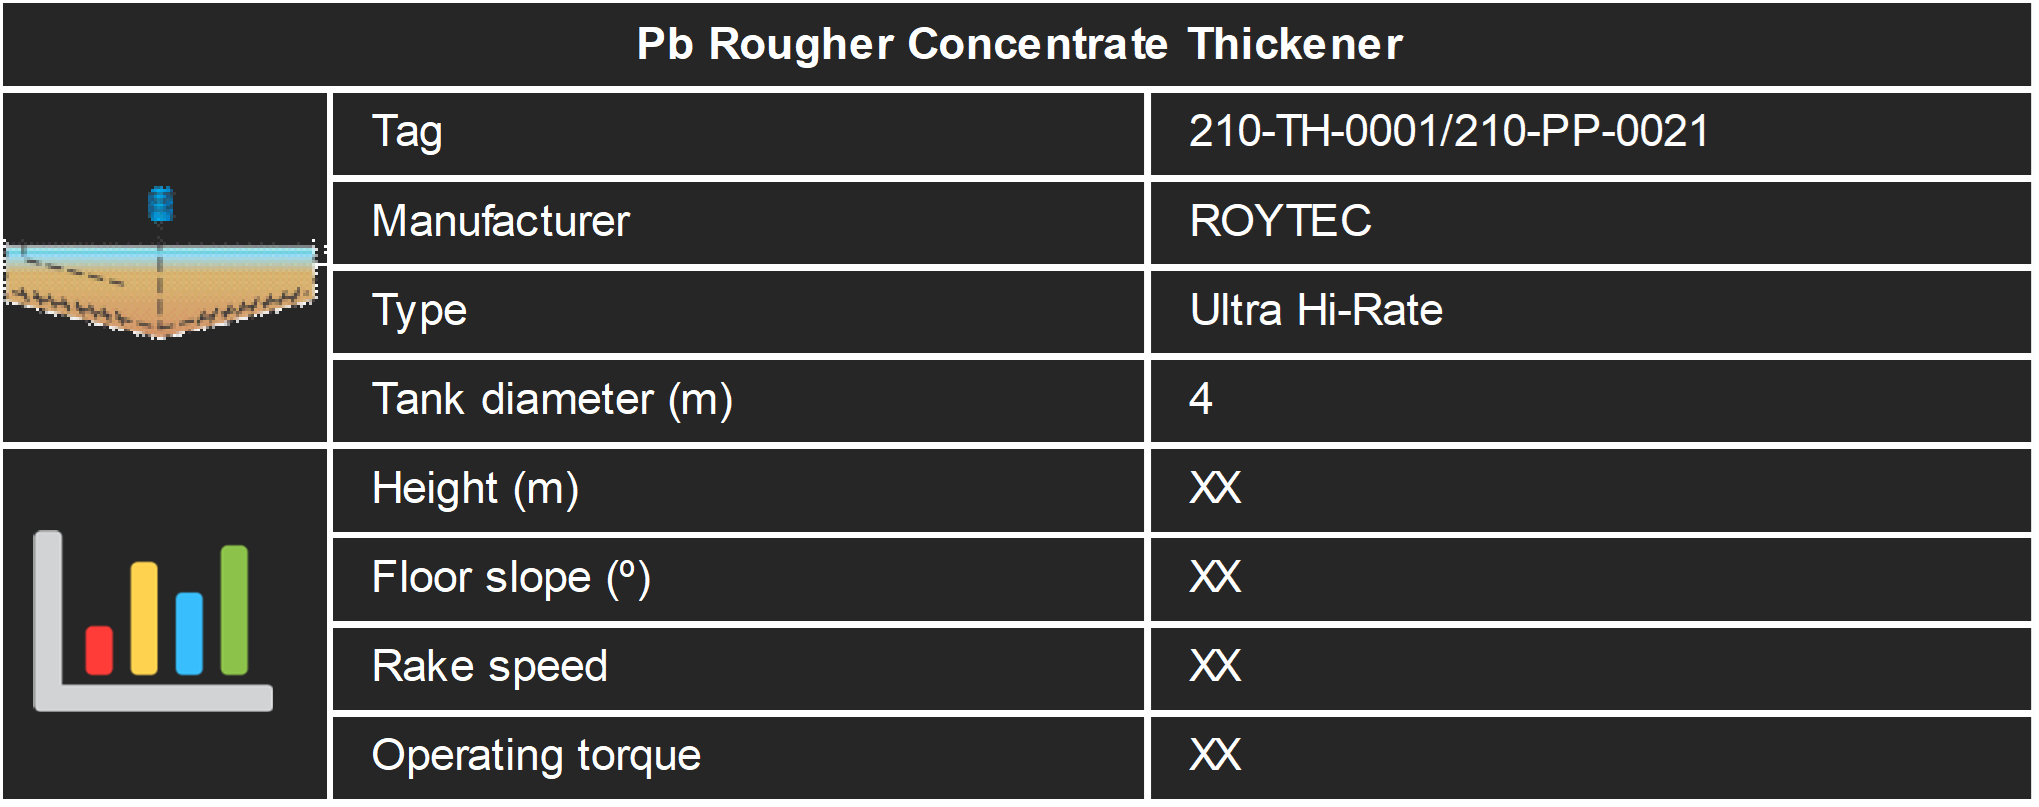 Pb Rougher Concentrate Thickener
Tag 210-TH-0001/210-PP-0021
Manufacturer ROYTEC
Type Ultra Hi-Rate
Tank diameter (m) 4
Height (m) XX
Floor slope (º) XX
Rake speed XX
Operating torque XX